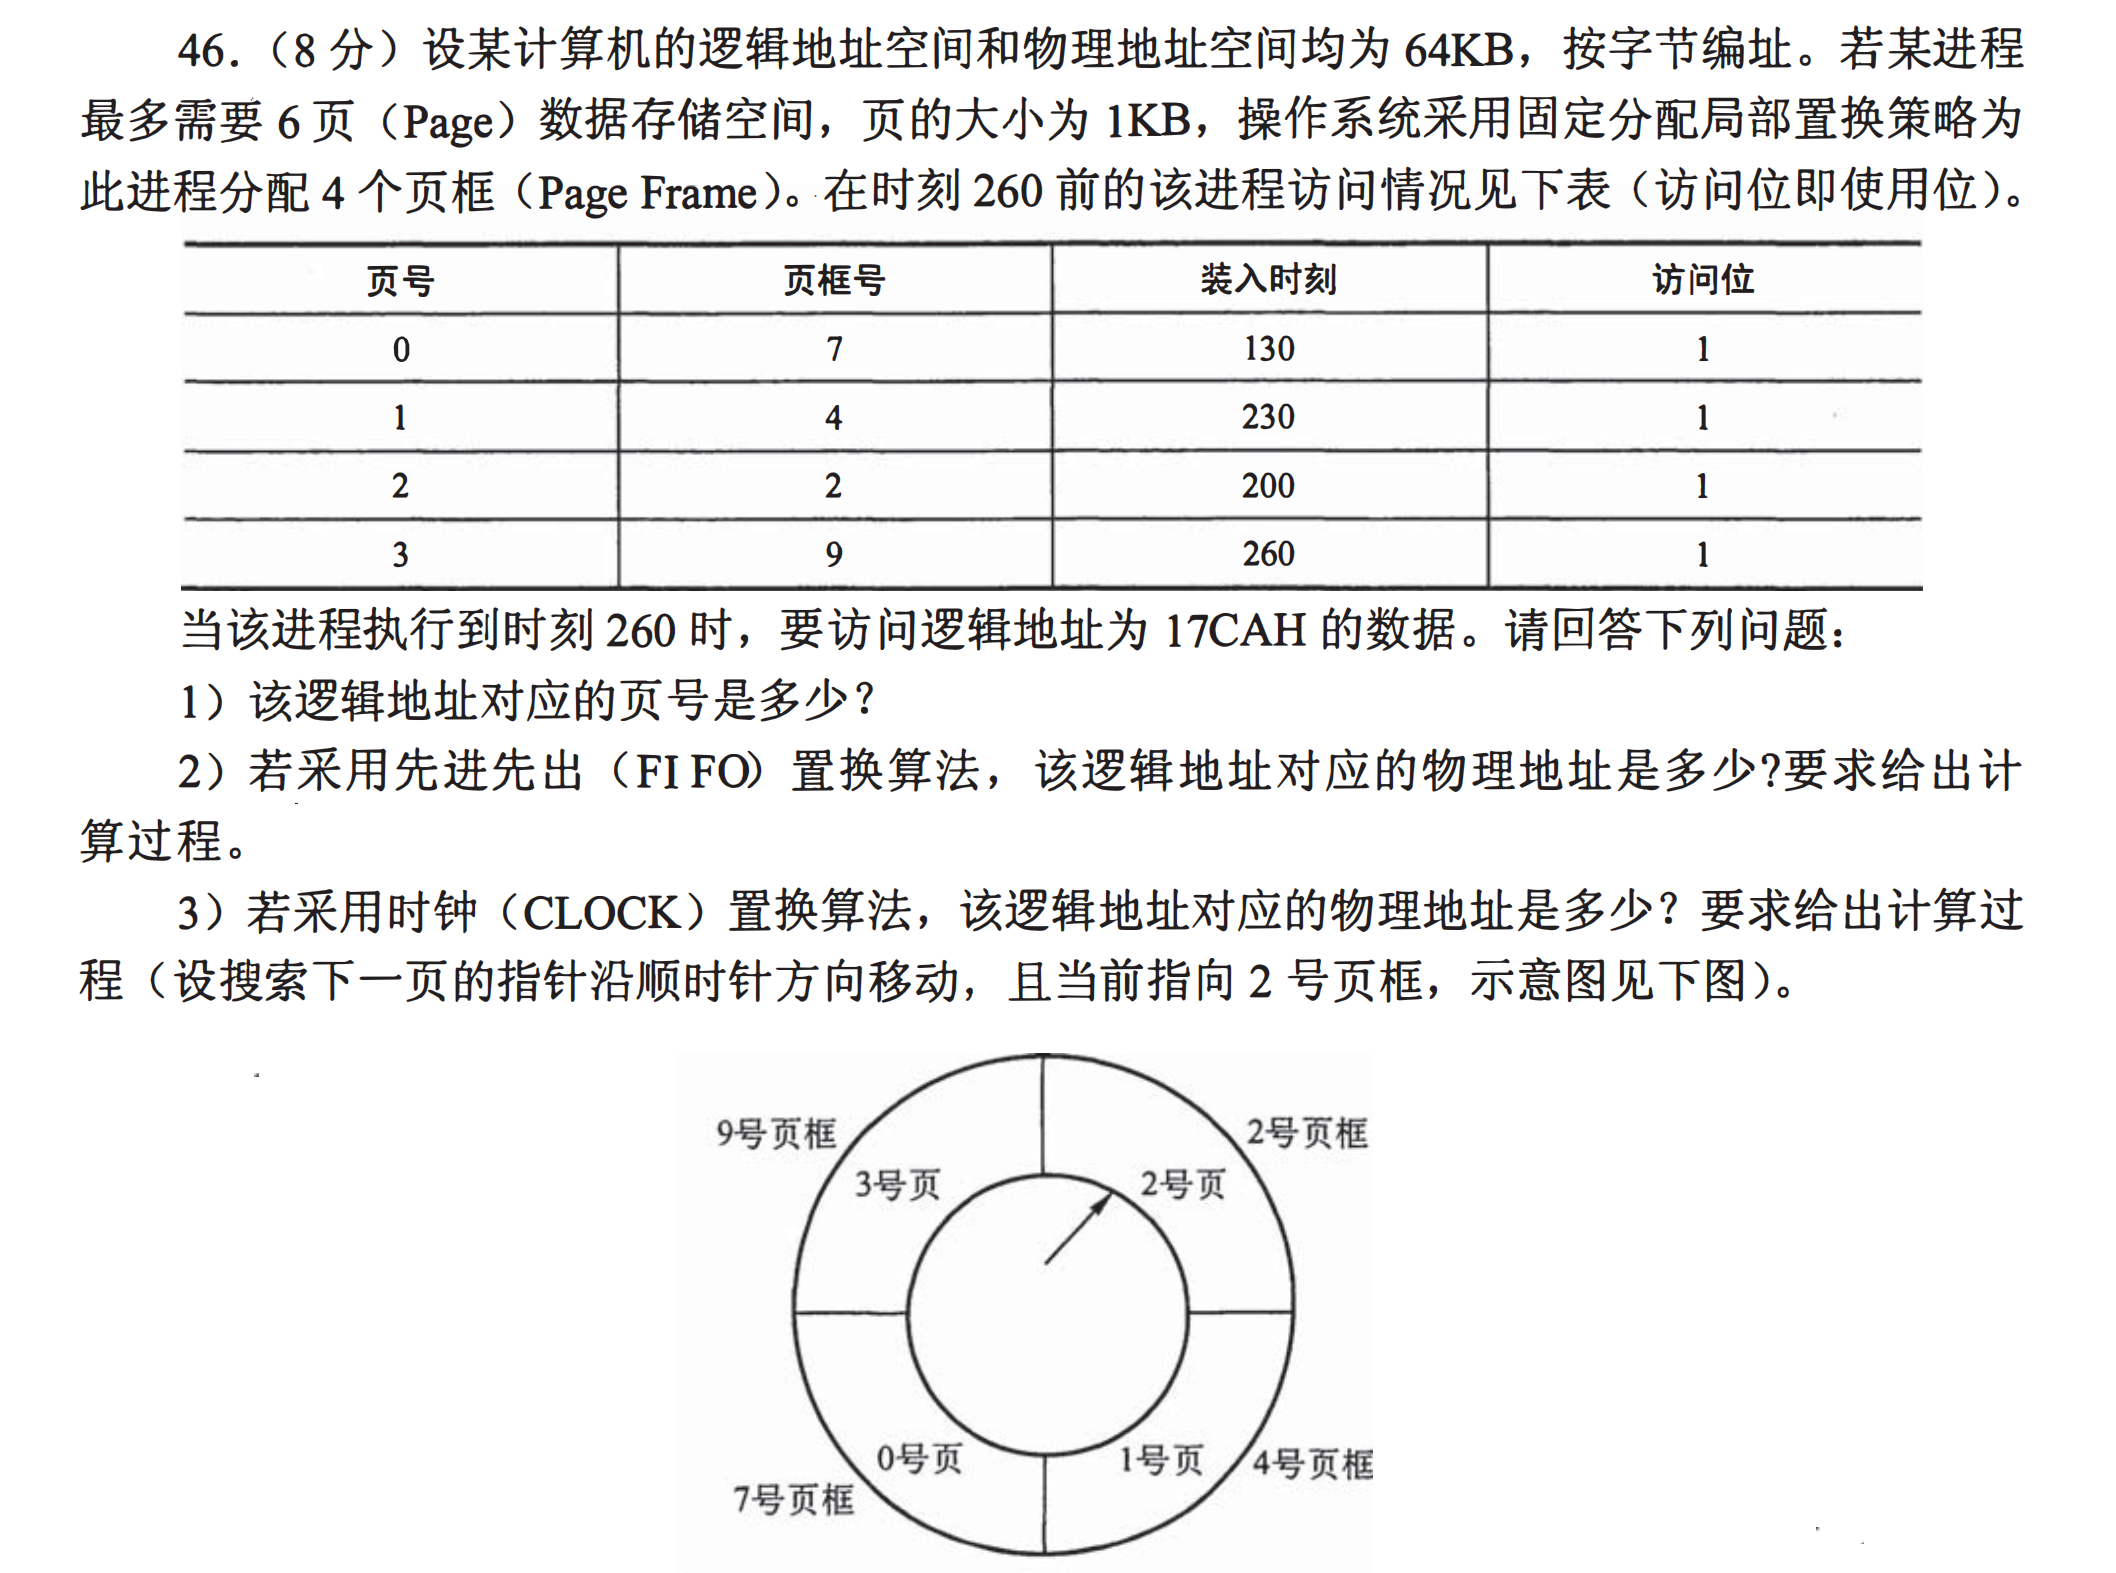 46.（8 分）设某计算机的逻辑地址空间和物理地址空间均为 64KB，按字节编址。若某进程
最多需要 6 页（Page）数据存储空间，页的大小为 1KB，操作系统采用固定分配局部置换策略为
此进程分配 4 个页框（Page Frame）。在时刻 260 前的该进程访问情况见下表（访问位即使用位）。
页号 页框号 装入时刻 访问位
0 7 130 1
1 4 230 1
2 2 200 1
3 9 260 1
当该进程执行到时刻 260 时，要访问逻辑地址为 17CAH 的数据。请回答下列问题：
1）该逻辑地址对应的页号是多少？
2）若采用先进先出（FI FO）置换算法，该逻辑地址对应的物理地址是多少?要求给出计
算过程。
3）若采用时钟（CLOCK）置换算法，该逻辑地址对应的物理地址是多少？要求给出计算过
程（设搜索下一页的指针沿顺时针方向移动，且当前指向 2 号页框，示意图见下图）。
9号页框 2号页框
3号页 2号页
0号页 1号页 4号页框
7号页框